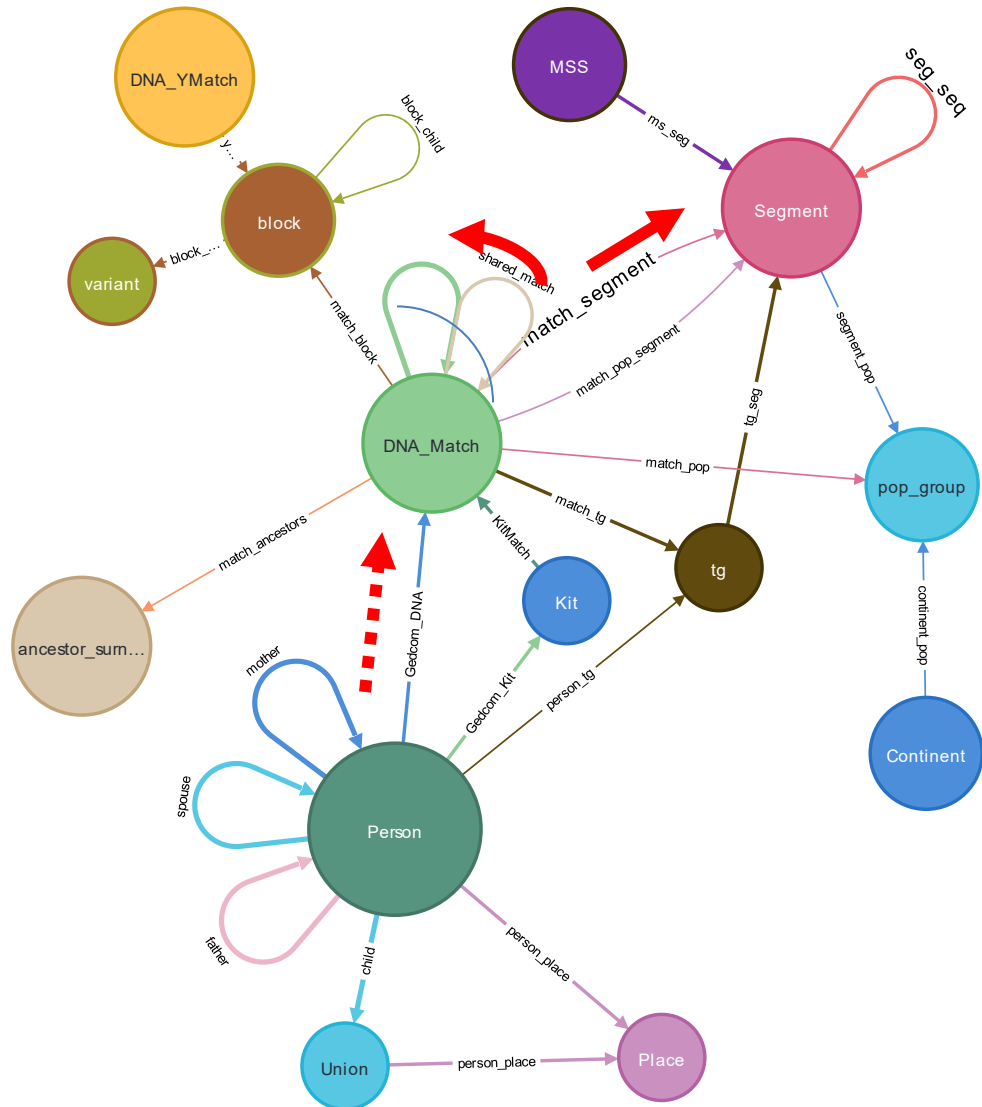 DNA_YMatch
MSS
seg_seq
block_child
y...
ms_seg
block
Segment
block_...
variant
shared_match
match_segment
match_block
segment_pop
match_pop_segment
tg_seg
DNA_Match
match_pop
pop_group
match_tg
KitMatch
match_ancestors
tg
Kit
Gedcom_DNA
continent_pop
ancestor_surn...
mother
Gedcom_Kit
person_tg
Continent
spouse
Person
father
child
person_place
Union
person_place
Place